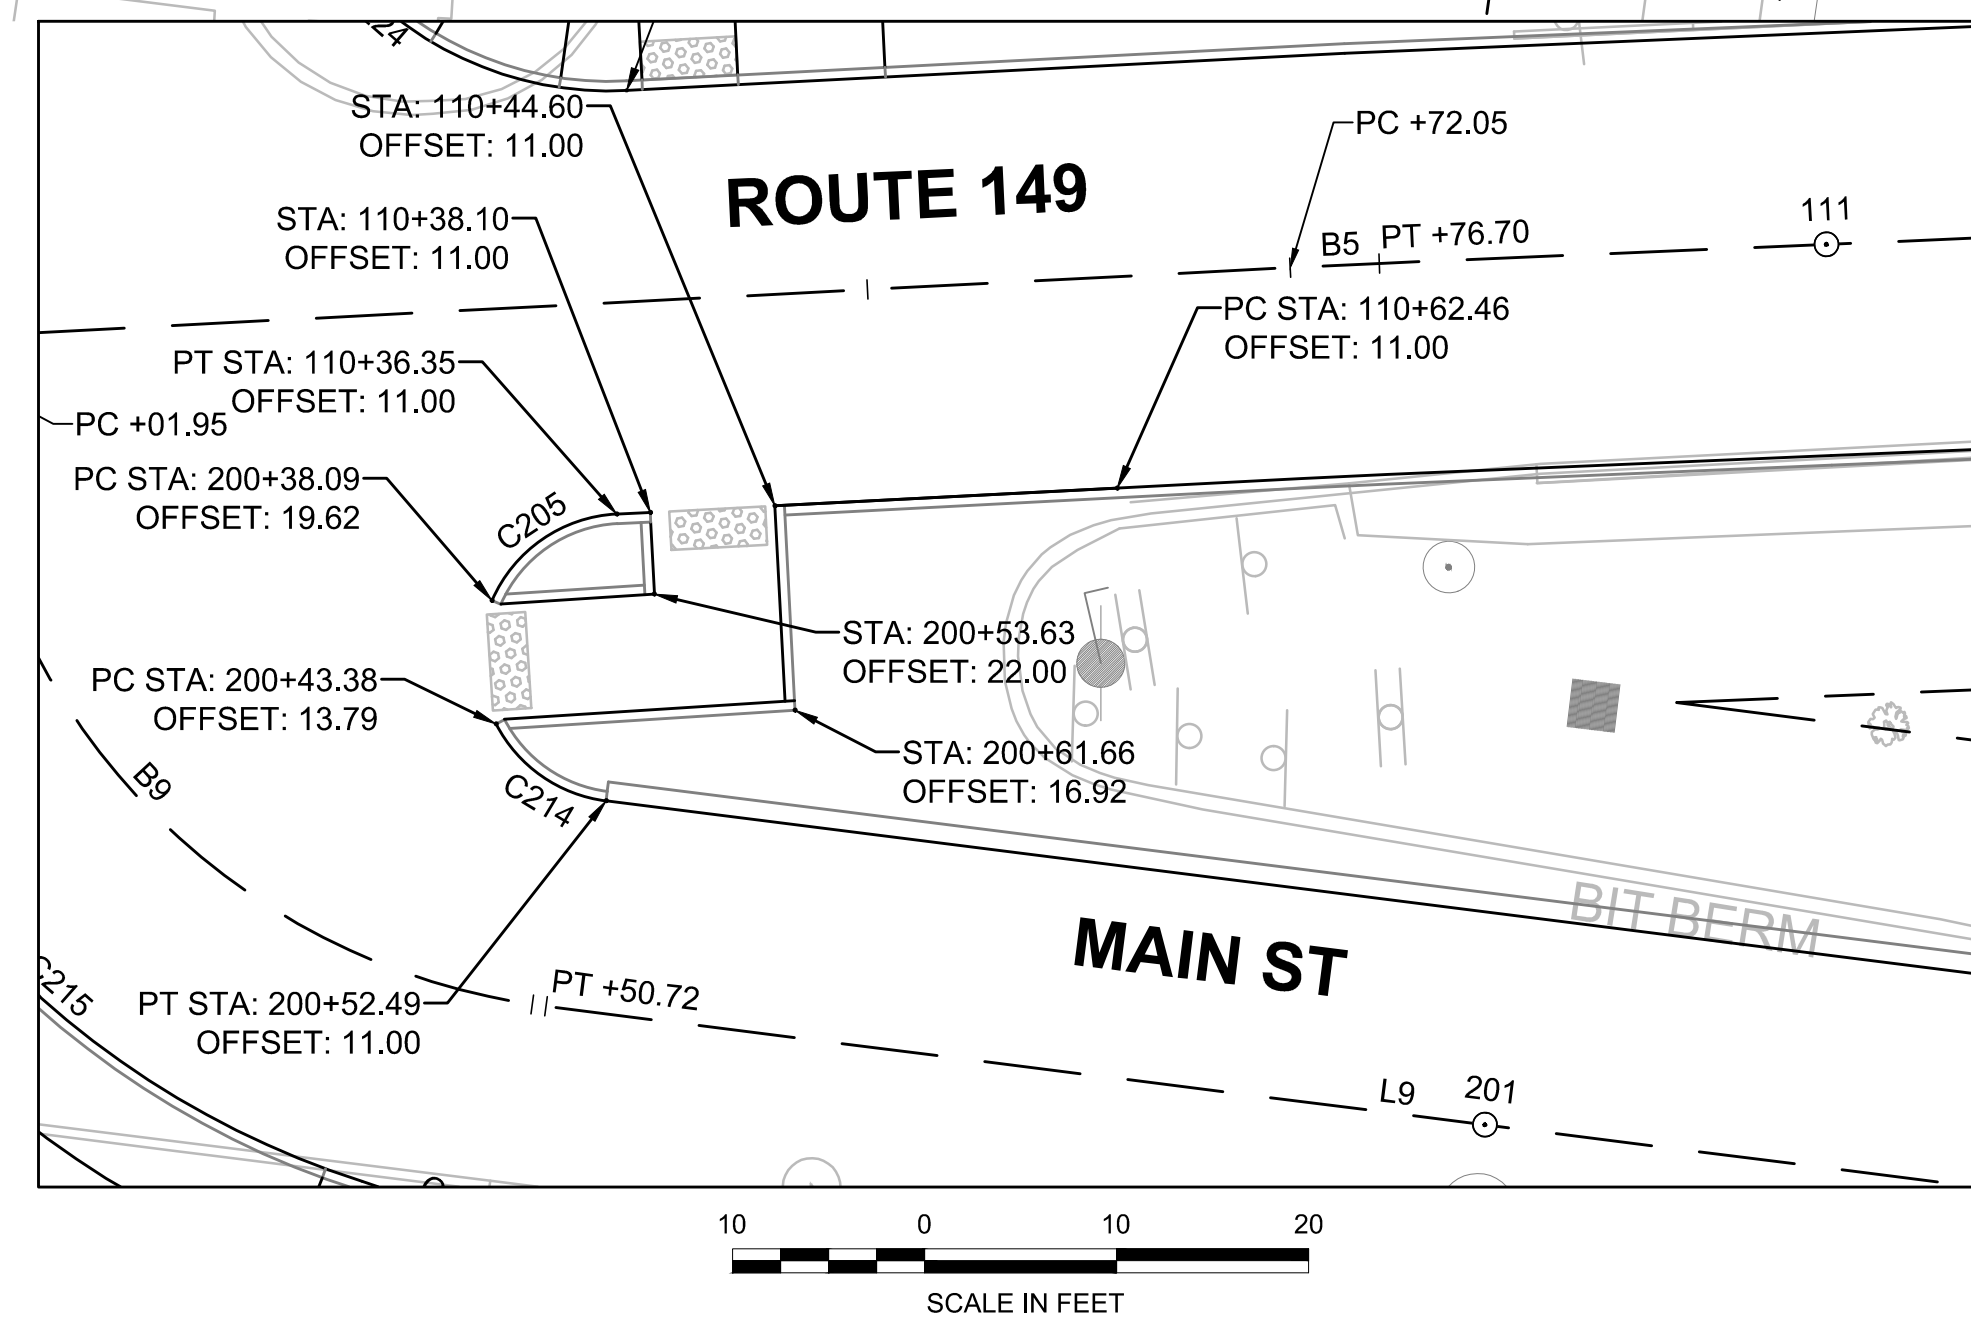 STA: 110+44.60
OFFSET: 11.00
PC +72.05
ROUTE 149
STA: 110+38.10
OFFSET: 11.00
111
B5 PT +76.70
PC STA: 110+62.46
OFFSET: 11.00
PT STA: 110+36.35
OFFSET: 11.00
PC +01.95
PC STA: 200+38.09
OFFSET: 19.62
C205
STA: 200+53.63
OFFSET: 22.00
PC STA: 200+43.38
OFFSET: 13.79
STA: 200+61.66
OFFSET: 16.92
B9
C214
BIT BERM
MAIN ST
PT +50.72
C215
PT STA: 200+52.49
OFFSET: 11.00
L9 201
10 0 10 20
SCALE IN FEET